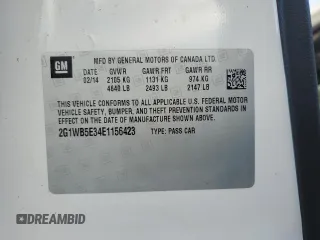 GM
MFD BY GENERAL MOTORS OF CANADA LTD.
02/14 GVWR GAWR FRT GAWR RR
2105 KG 1131 KG 974 KG
4640 LB 2493 LB 2147 LB
THIS VEHICLE CONFORMS TO ALL APPLICABLE U.S. FEDERAL MOTOR
VEHICLE SAFETY, BUMPER, AND THEFT PREVENTION STANDARDS IN
EFFECT ON THE DATE OF MANUFACTURE SHOWN ABOVE.
2G1WB5E34E1156423 TYPE: PASS CAR
DREAMBID